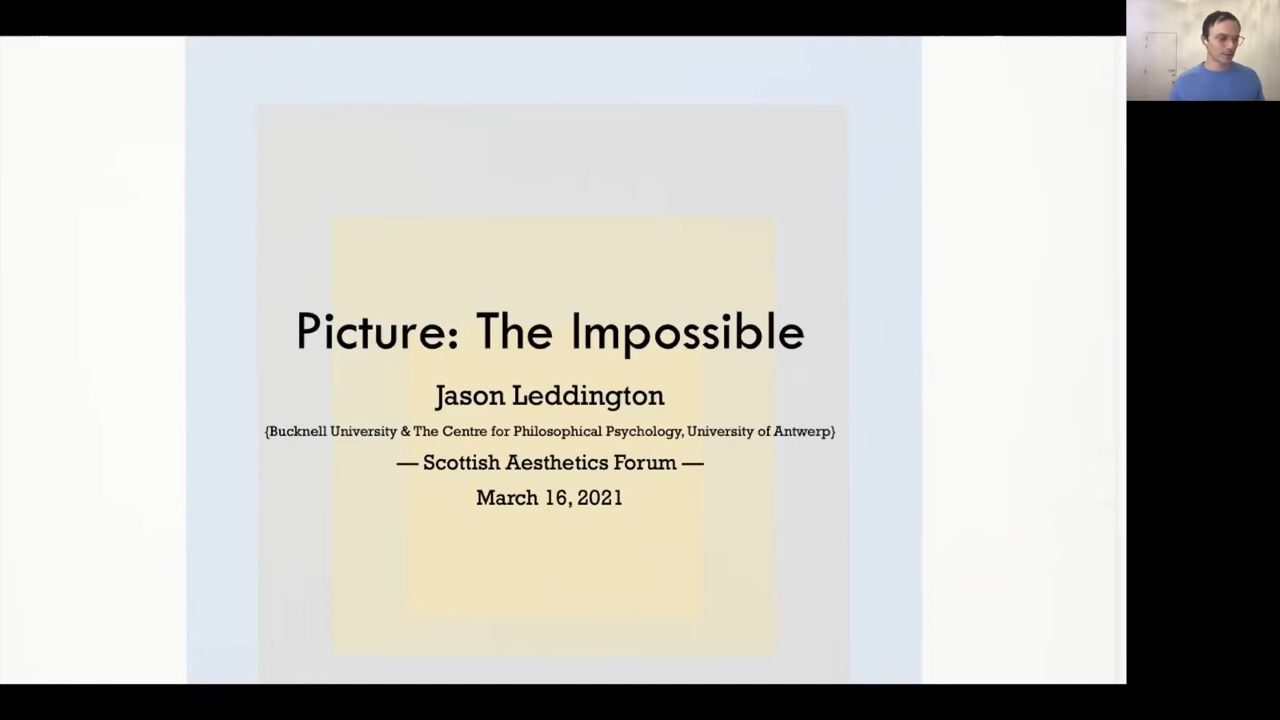 Picture: The Impossible
Jason Leddington
{Bucknell University & The Centre for Philosophical Psychology, University of Antwerp}
— Scottish Aesthetics Forum —
March 16, 2021